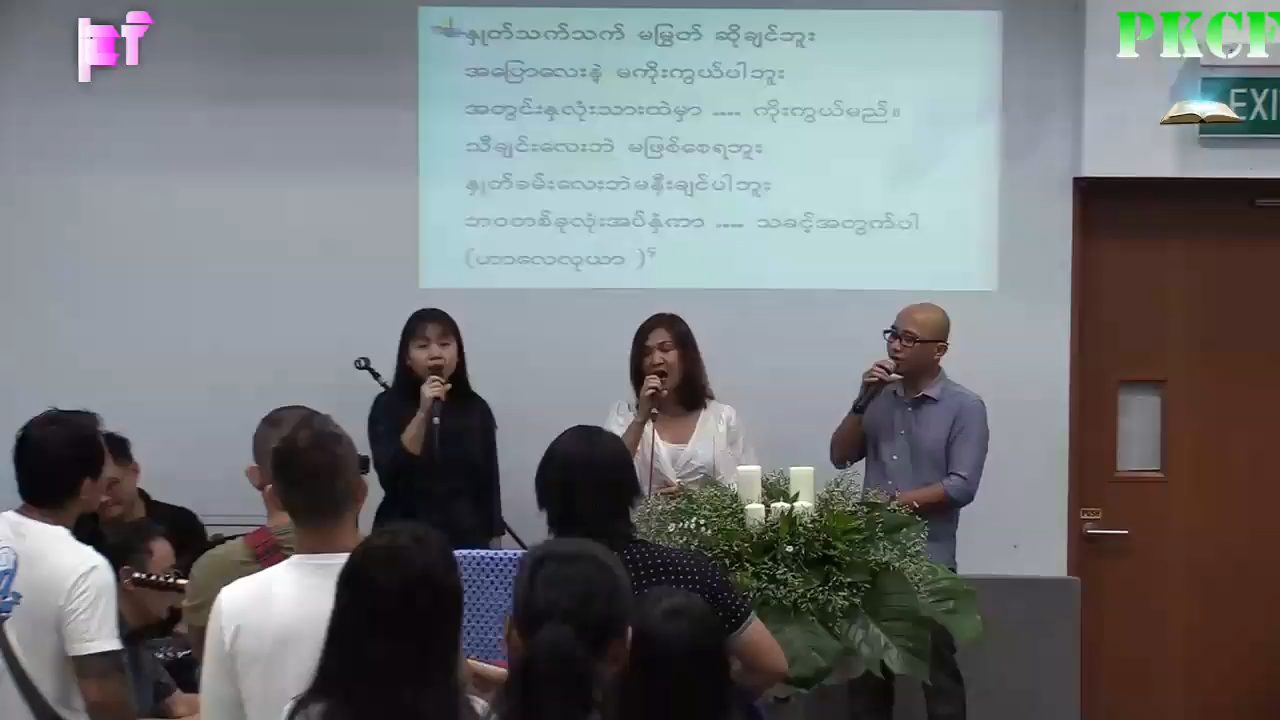 နှုတ်သက်သက် မမြွတ် ဆိုချင်ဘူး
အပြောလေးနဲ့ မကိုးကွယ်ပါဘူး
အတွင်းနှလုံးသားထဲမှာ .... ကိုးကွယ်မည်။
သီချင်းလေးဘဲ မဖြစ်စေရဘူး
နှုတ်ခမ်းလေးဘဲမနီးချင်ပါဘူး
ဘဝတစ်ခုလုံးအပ်နှံကာ .... သခင့်အတွက်ပါ
(ဟာလေလုယာ )
PKCF
EXI